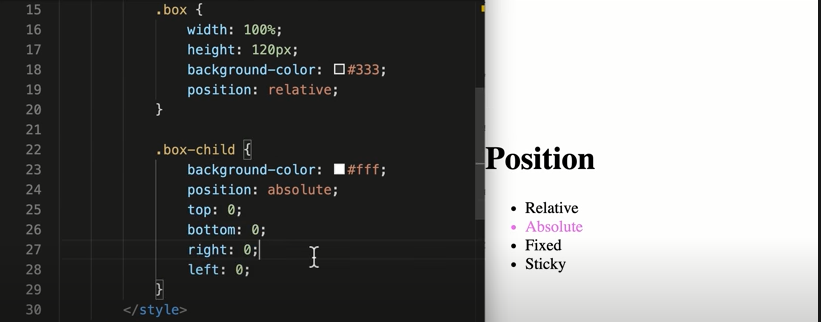 15 .box {
16 width: 100%;
17 height: 120px;
18 background-color: #333;
19 position: relative;
20 }
21
22 .box-child {
23 background-color: #fff;
24 position: absolute;
25 top: 0;
26 bottom: 0;
27 right: 0;
28 left: 0;
29 }
30 </style>
Position
• Relative
• Absolute
• Fixed
• Sticky